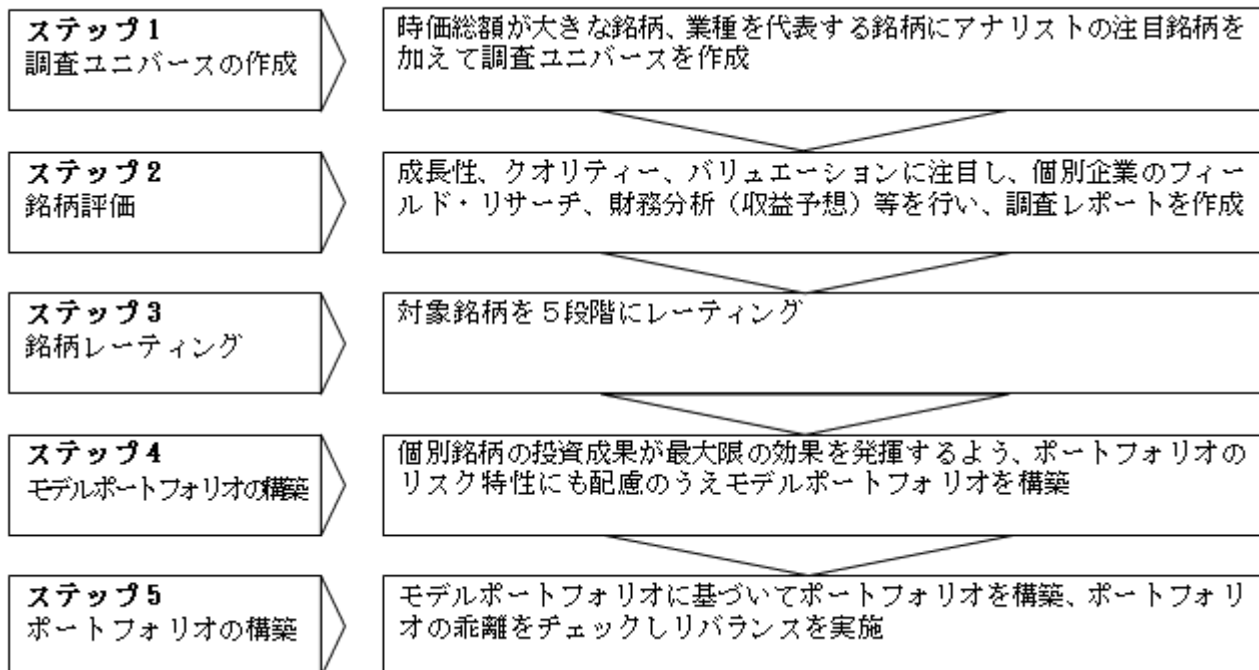 ステップ1
調査ユニバースの作成
時価総額が大きな銘柄、業種を代表する銘柄にアナリストの注目銘柄を
加えて調査ユニバースを作成
ステップ2
銘柄評価
成長性、クオリティー、バリュエーションに注目し、個別企業のフィー
ルド・リサーチ、財務分析（収益予想）等を行い、調査レポートを作成
ステップ3
銘柄レーティング
対象銘柄を５段階にレーティング
ステップ4
モデルポートフォリオの構築
個別銘柄の投資成果が最大限の効果を発揮するよう、ポートフォリオの
リスク特性にも配慮のうえモデルポートフォリオを構築
ステップ5
ポートフォリオの構築
モデルポートフォリオに基づいてポートフォリオを構築、ポートフォリ
オの乖離をチェックしリバランスを実施